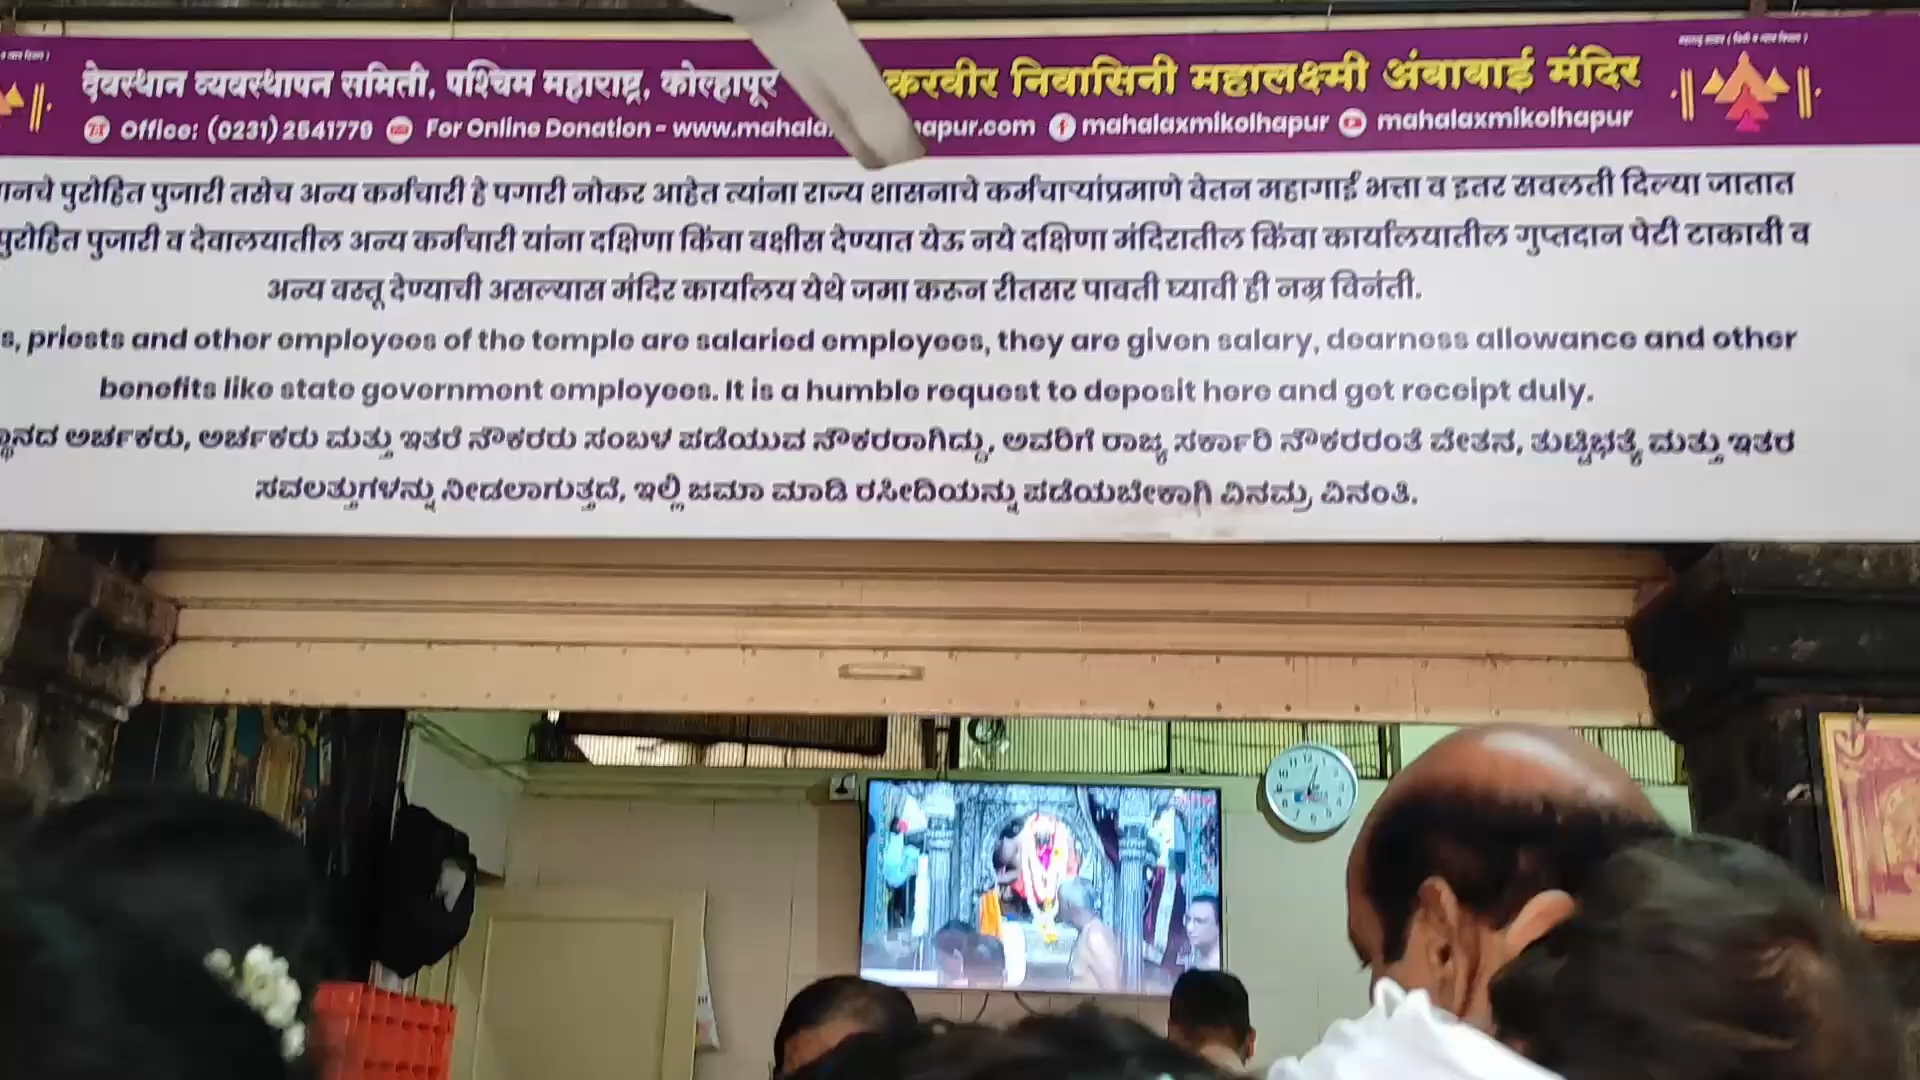 देवस्थान व्यवस्थापन समिती, पश्चिम महाराष्ट्र, कोल्हापूर
करवीर निवासिनी महालक्ष्मी अंबाबाई मंदिर
Office: (0231) 2541779 For Online Donation - www.mahala apur.com mahalaxmikolhapur mahalaxmikolhapur
पुरोहित पुजारी तसेच अन्य कर्मचारी हे पगारी नोकर आहेत त्यांना राज्य शासनाचे कर्मचाऱ्यांप्रमाणे वेतन महागाई भत्ता व इतर सवलती दिल्या जातात
पुरोहित पुजारी व देवालयातील अन्य कर्मचारी यांना दक्षिणा किंवा बक्षीस देण्यात येऊ नये दक्षिणा मंदिरातील किंवा कार्यालयातील गुप्तदान पेटी टाकावी व
अन्य वस्तू देण्याची असल्यास मंदिर कार्यालय येथे जमा करून रीतसर पावती घ्यावी ही नम्र विनंती.
s, priests and other employees of the temple are salaried employees, they are given salary, dearness allowance and other
benefits like state government employees. It is a humble request to deposit here and get receipt duly.
ಅರ್ಚಕರು, ಅರ್ಚಕರು ಮತ್ತು ಇತರೆ ನೌಕರರು ಸಂಬಳ ಪಡೆಯುವ ನೌಕರರಾಗಿದ್ದು, ಅವರಿಗೆ ರಾಜ್ಯ ಸರ್ಕಾರಿ ನೌಕರರಂತೆ ವೇತನ, ತುಟ್ಟಿಭತ್ಯೆ ಮತ್ತು ಇತರ
ಸವಲತ್ತುಗಳನ್ನು ನೀಡಲಾಗುತ್ತದೆ, ಇಲ್ಲಿ ಜಮಾ ಮಾಡಿ ರಸೀದಿಯನ್ನು ಪಡೆಯಬೇಕಾಗಿ ವಿನಮ್ರ ವಿನಂತಿ.